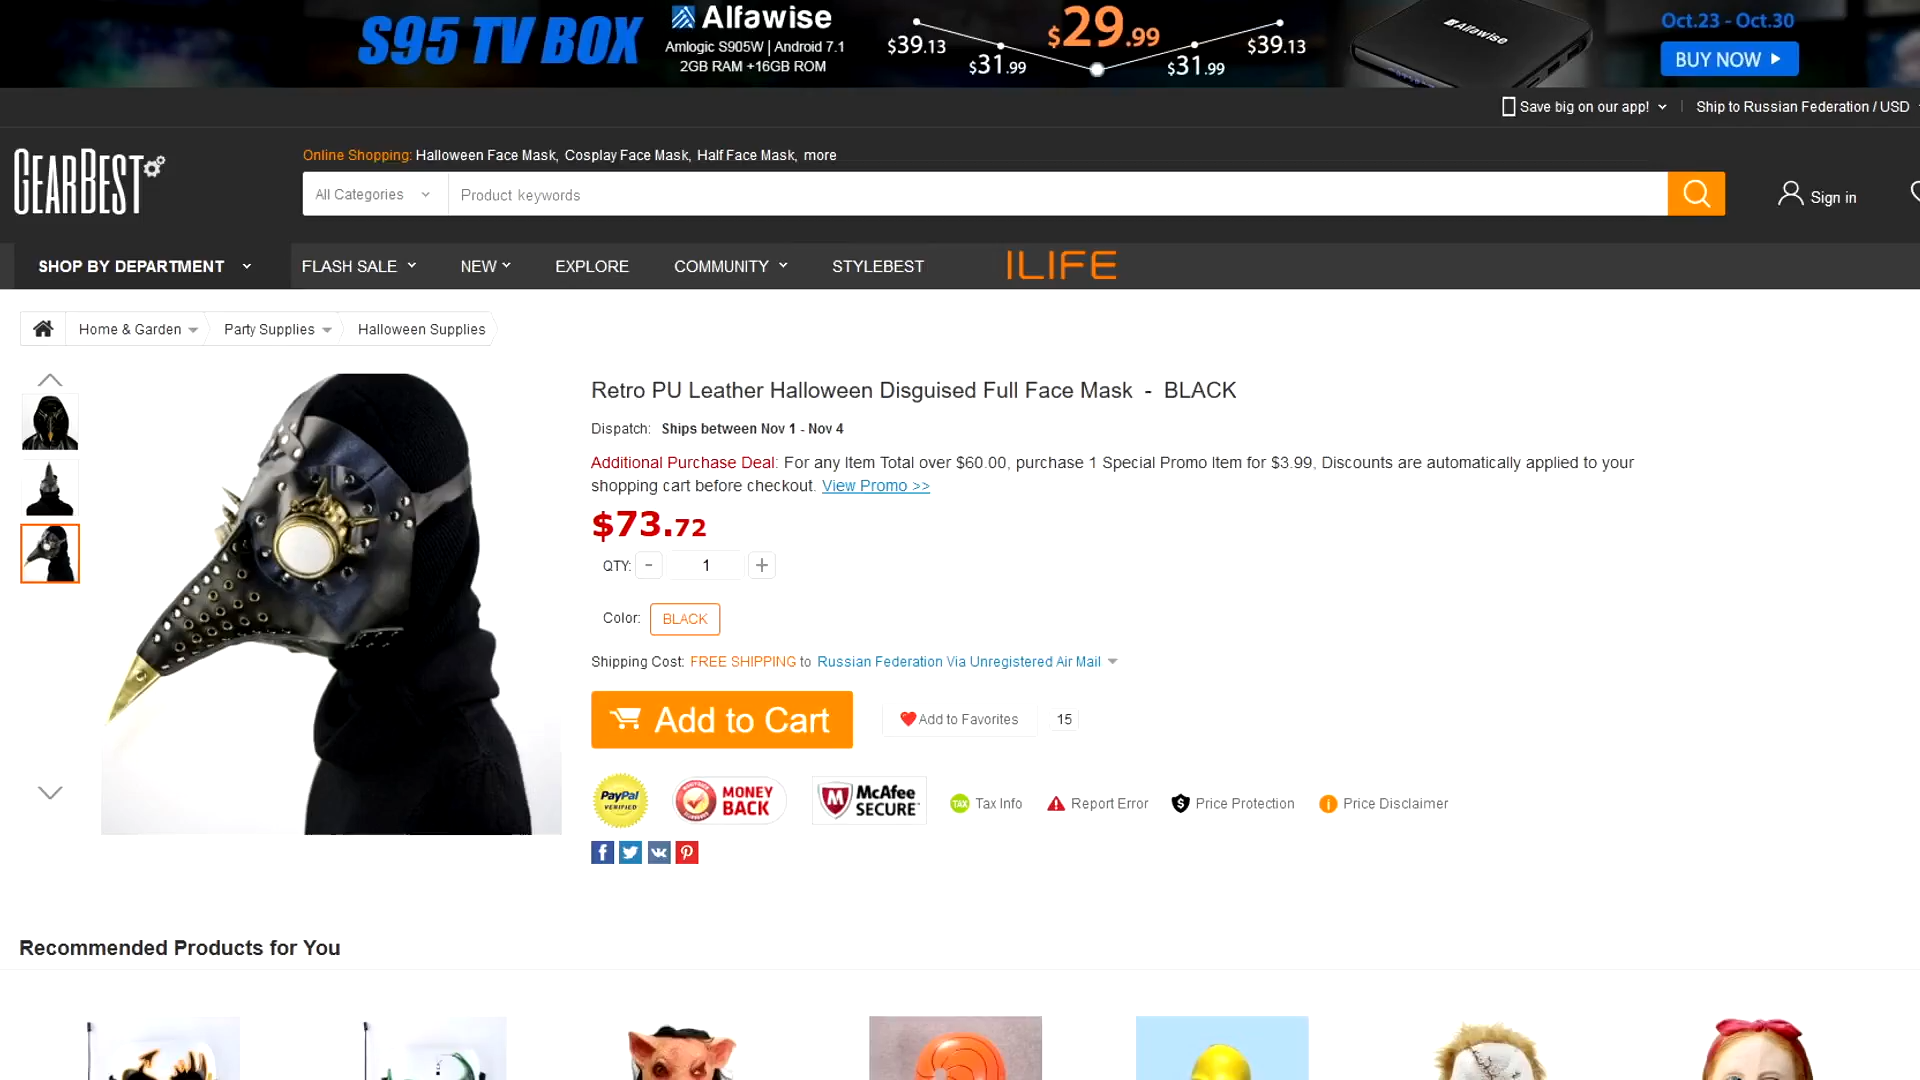 S95 TV BOX
Alfawise
Amlogic S905W | Android 7.1
2GB RAM +16GB ROM
$39.13
$31.99
$29.99
$31.99
$39.13
Alfawise
Oct.23 - Oct.30
BUY NOW
Save big on our app!
Ship to Russian Federation / USD
GEARBEST
Online Shopping: Halloween Face Mask, Cosplay Face Mask, Half Face Mask, more
All Categories
Product keywords
Sign in
SHOP BY DEPARTMENT
FLASH SALE
NEW
EXPLORE
COMMUNITY
STYLEBEST
ILIFE
Home & Garden
Party Supplies
Halloween Supplies
Retro PU Leather Halloween Disguised Full Face Mask - BLACK
Dispatch: Ships between Nov 1 - Nov 4
Additional Purchase Deal: For any Item Total over $60.00, purchase 1 Special Promo Item for $3.99, Discounts are automatically applied to your
shopping cart before checkout. View Promo >>
$73.72
QTY: - 1 +
Color: BLACK
Shipping Cost: FREE SHIPPING to Russian Federation Via Unregistered Air Mail
Add to Cart
Add to Favorites
15
PayPal
VERIFIED
MONEY
BACK
McAfee
SECURE
TAX Tax Info
Report Error
Price Protection
Price Disclaimer
Recommended Products for You